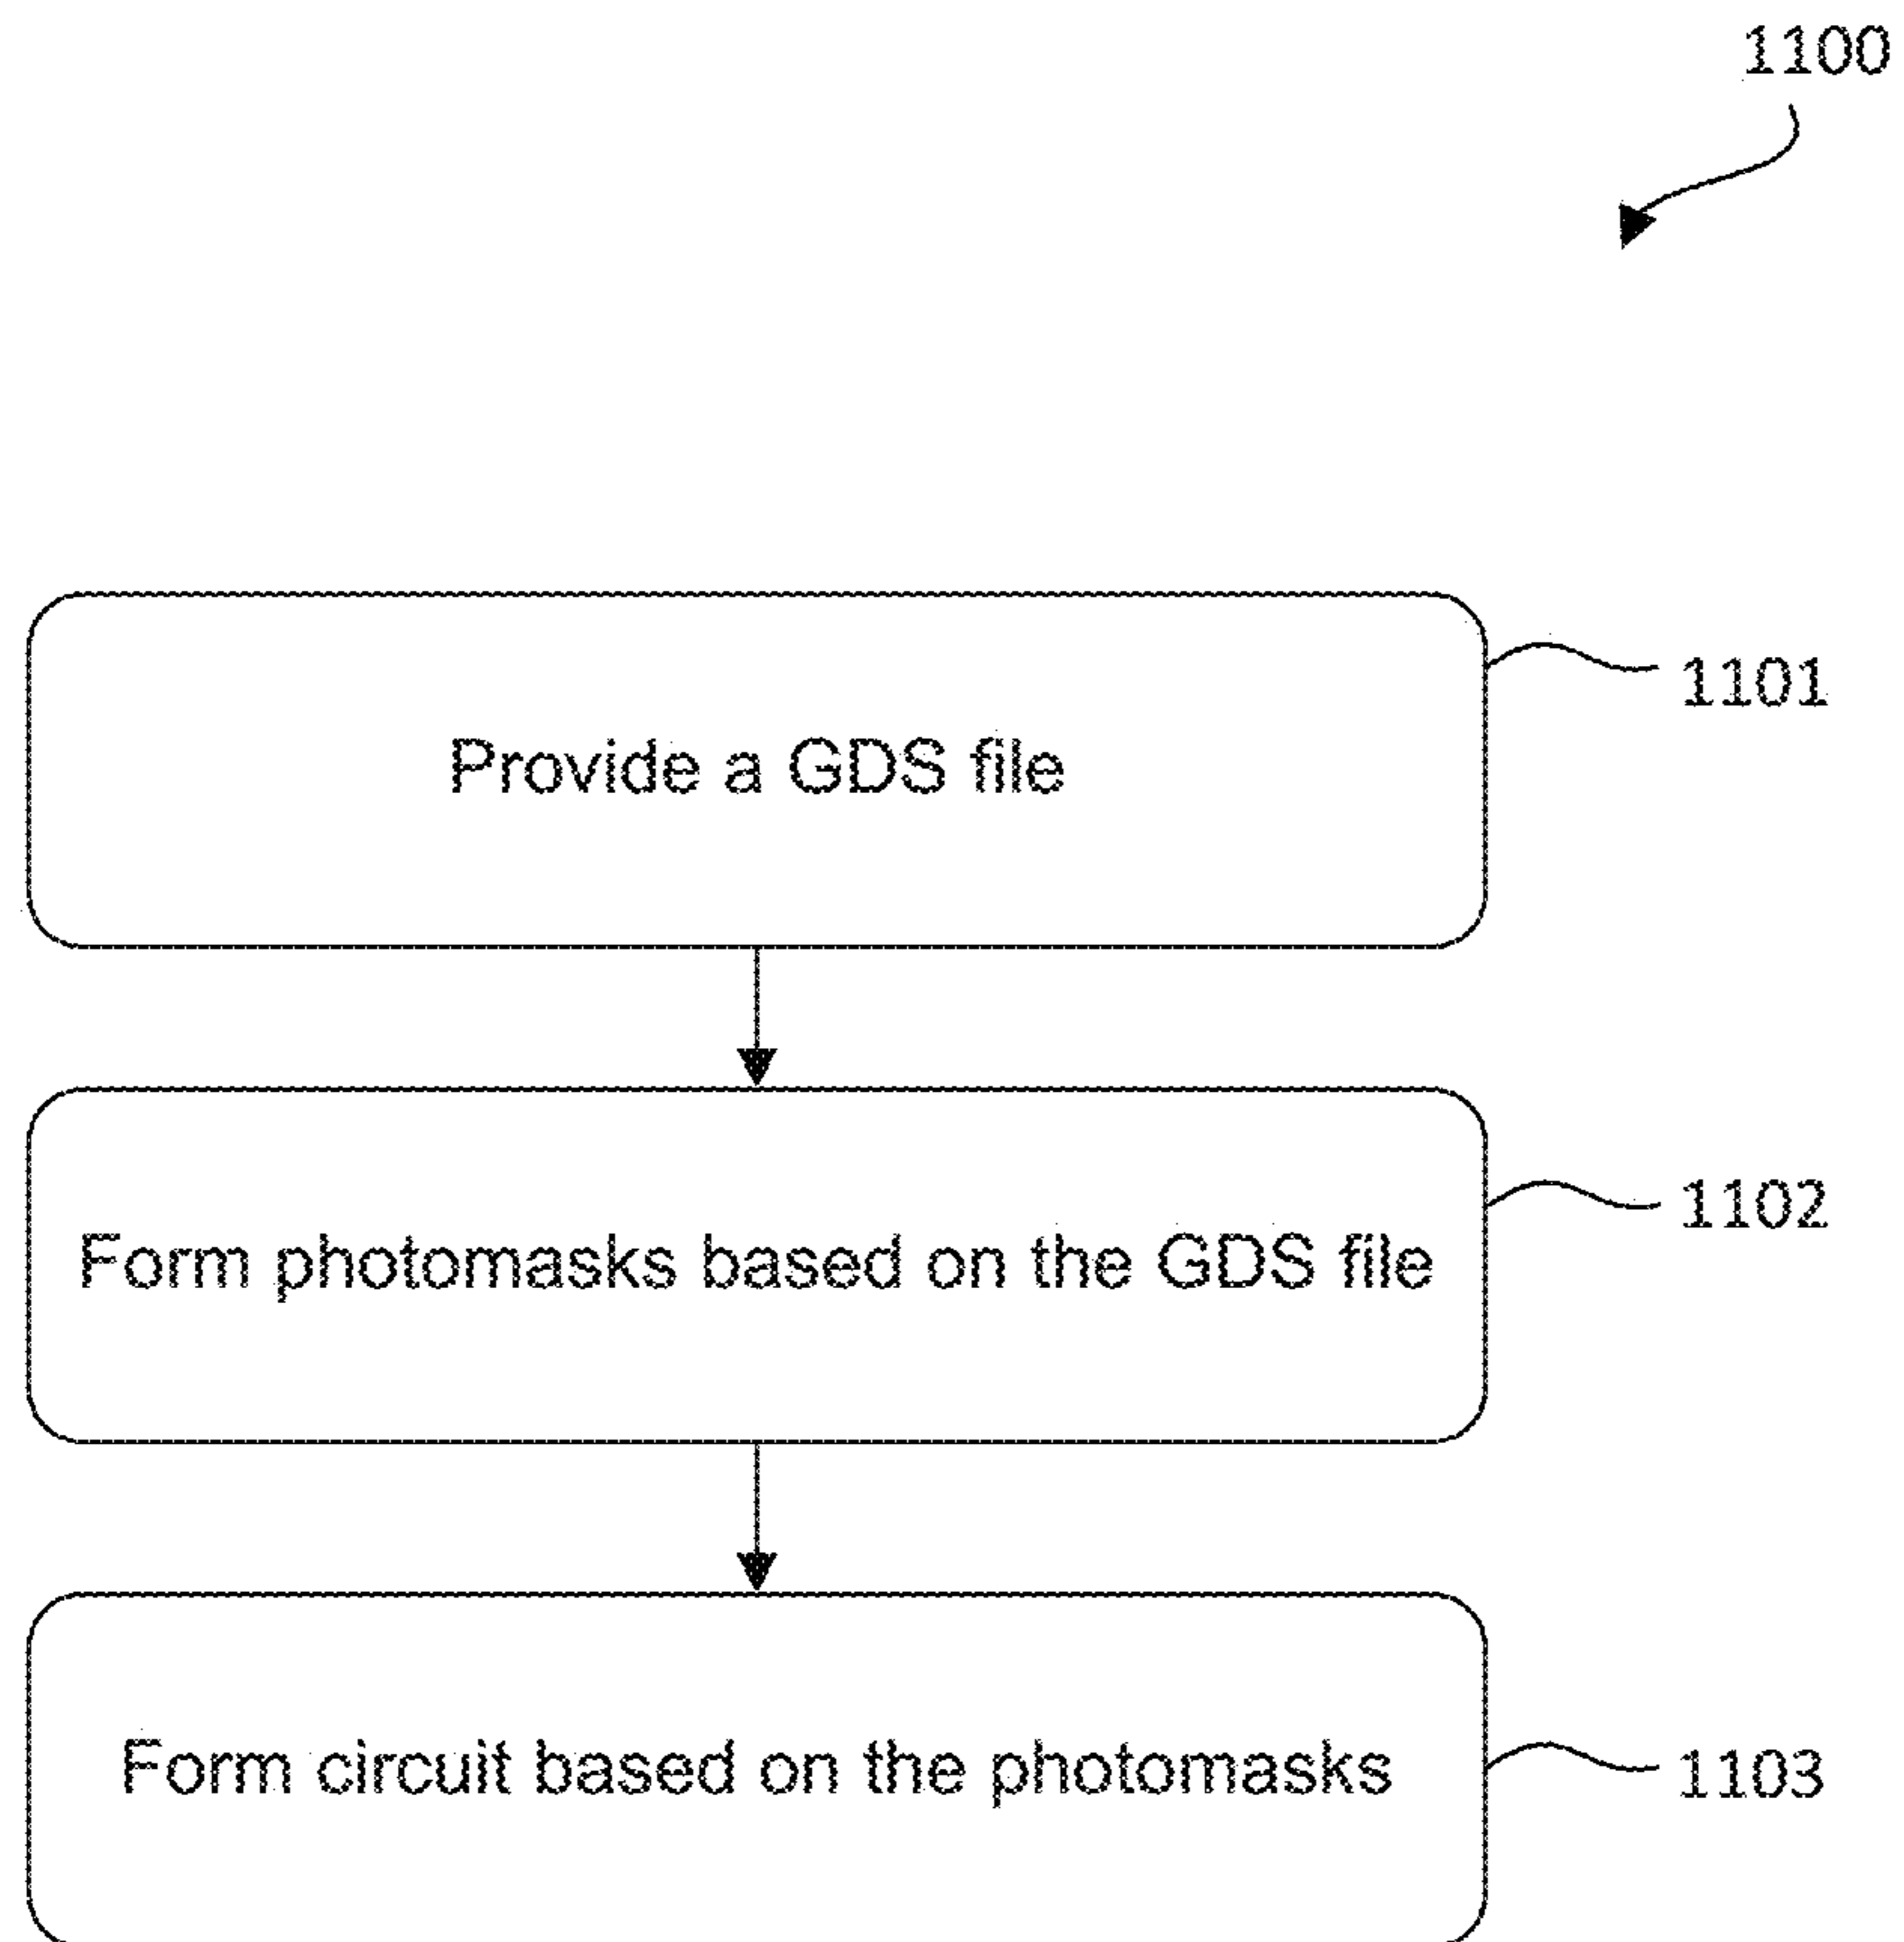 1100
Provide a GDS file
1101
Form photomasks based on the GDS file
1102
Form circuit based on the photomasks
1103